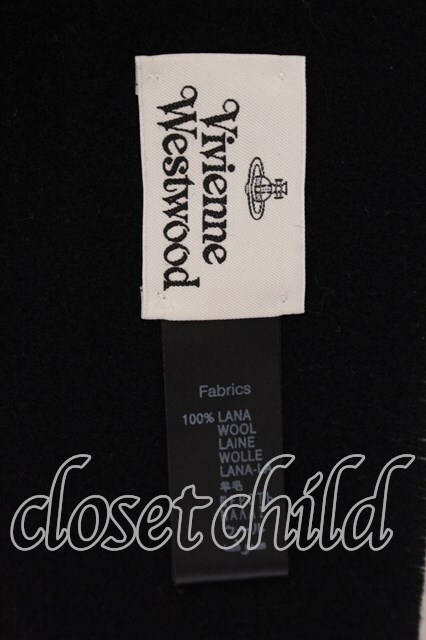 Vivienne
Westwood
Fabrics
100% LANA
WOOL
LAINE
WOLLE
羊毛
closet child